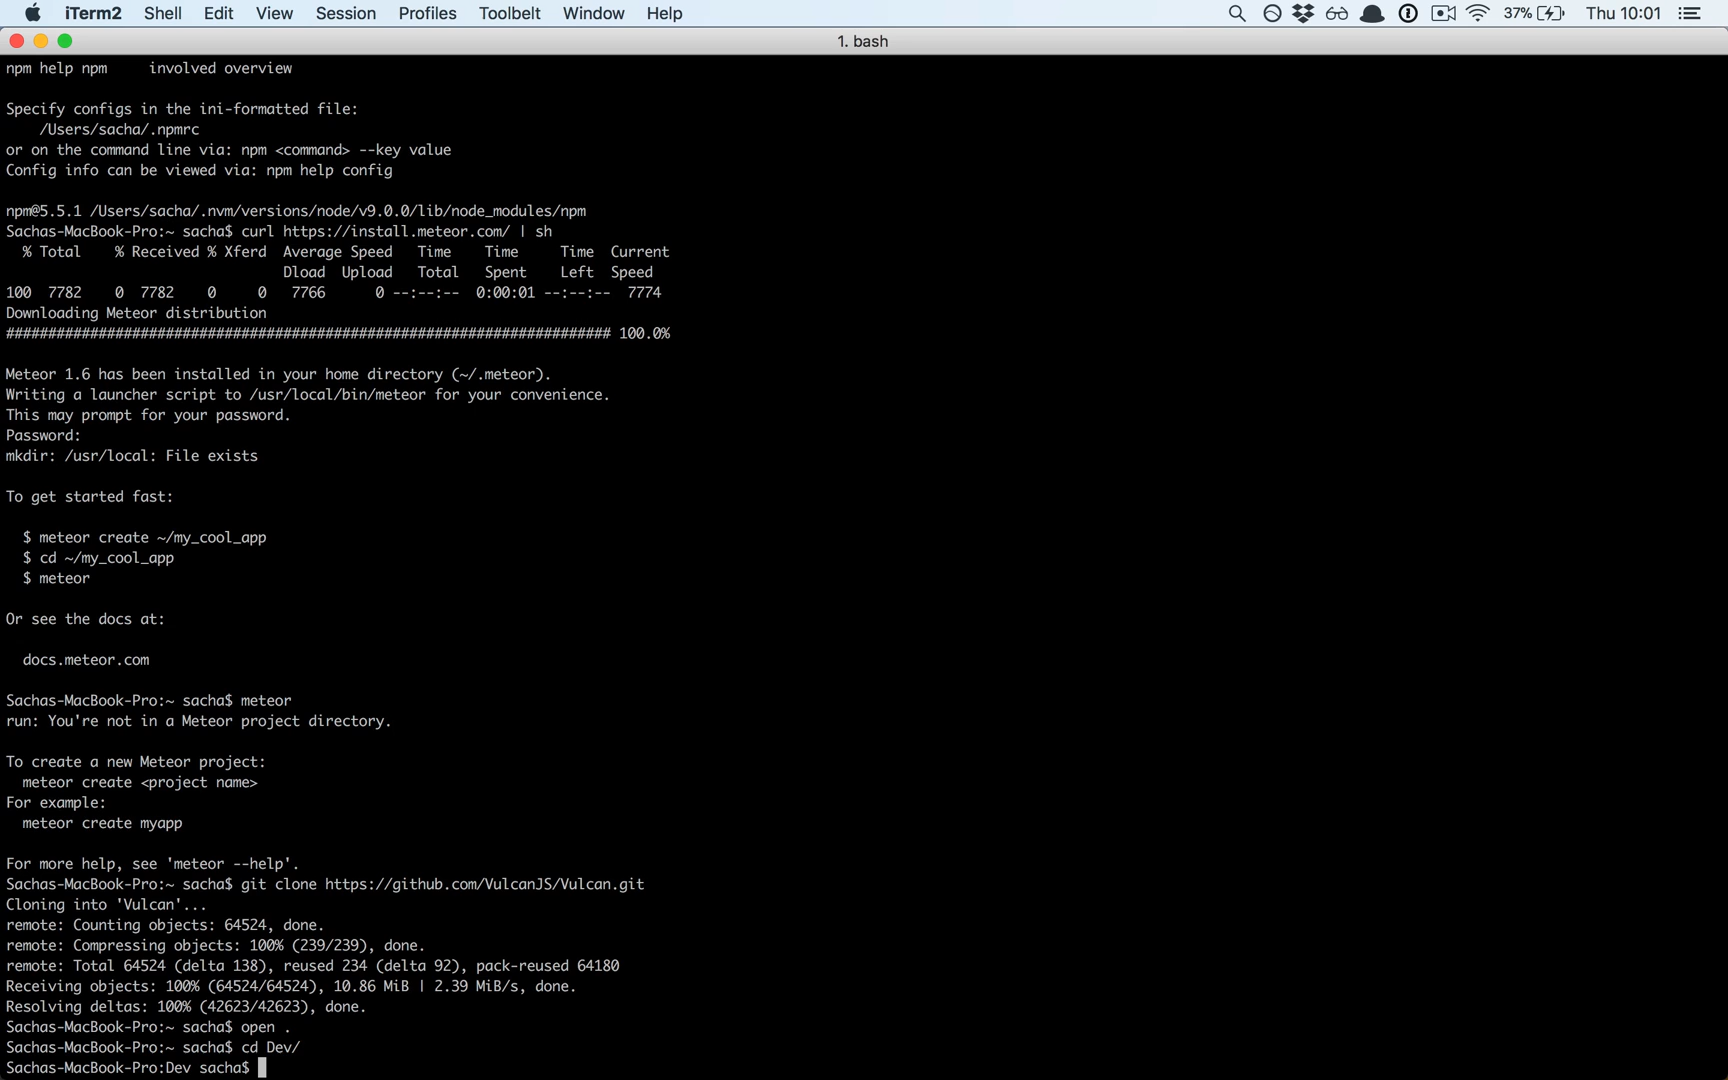 iTerm2 Shell Edit View Session Profiles Toolbelt Window Help 37% Thu 10:01
1. bash
npm help npm     involved overview
Specify configs in the ini-formatted file:
    /Users/sacha/.npmrc
or on the command line via: npm <command> --key value
Config info can be viewed via: npm help config
npm@5.5.1 /Users/sacha/.nvm/versions/node/v9.0.0/lib/node_modules/npm
Sachas-MacBook-Pro:~ sacha$ curl https://install.meteor.com/ | sh
  % Total    % Received % Xferd  Average Speed   Time    Time     Time  Current
                                 Dload  Upload   Total   Spent    Left  Speed
100  7782    0  7782    0     0   7766      0 --:--:--  0:00:01 --:--:--  7774
Downloading Meteor distribution
######################################################################## 100.0%
Meteor 1.6 has been installed in your home directory (~/.meteor).
Writing a launcher script to /usr/local/bin/meteor for your convenience.
This may prompt for your password.
Password:
mkdir: /usr/local: File exists
To get started fast:
  $ meteor create ~/my_cool_app
  $ cd ~/my_cool_app
  $ meteor
Or see the docs at:
  docs.meteor.com
Sachas-MacBook-Pro:~ sacha$ meteor
run: You're not in a Meteor project directory.
To create a new Meteor project:
  meteor create <project name>
For example:
  meteor create myapp
For more help, see 'meteor --help'.
Sachas-MacBook-Pro:~ sacha$ git clone https://github.com/VulcanJS/Vulcan.git
Cloning into 'Vulcan'...
remote: Counting objects: 64524, done.
remote: Compressing objects: 100% (239/239), done.
remote: Total 64524 (delta 138), reused 234 (delta 92), pack-reused 64180
Receiving objects: 100% (64524/64524), 10.86 MiB | 2.39 MiB/s, done.
Resolving deltas: 100% (42623/42623), done.
Sachas-MacBook-Pro:~ sacha$ open .
Sachas-MacBook-Pro:~ sacha$ cd Dev/
Sachas-MacBook-Pro:Dev sacha$